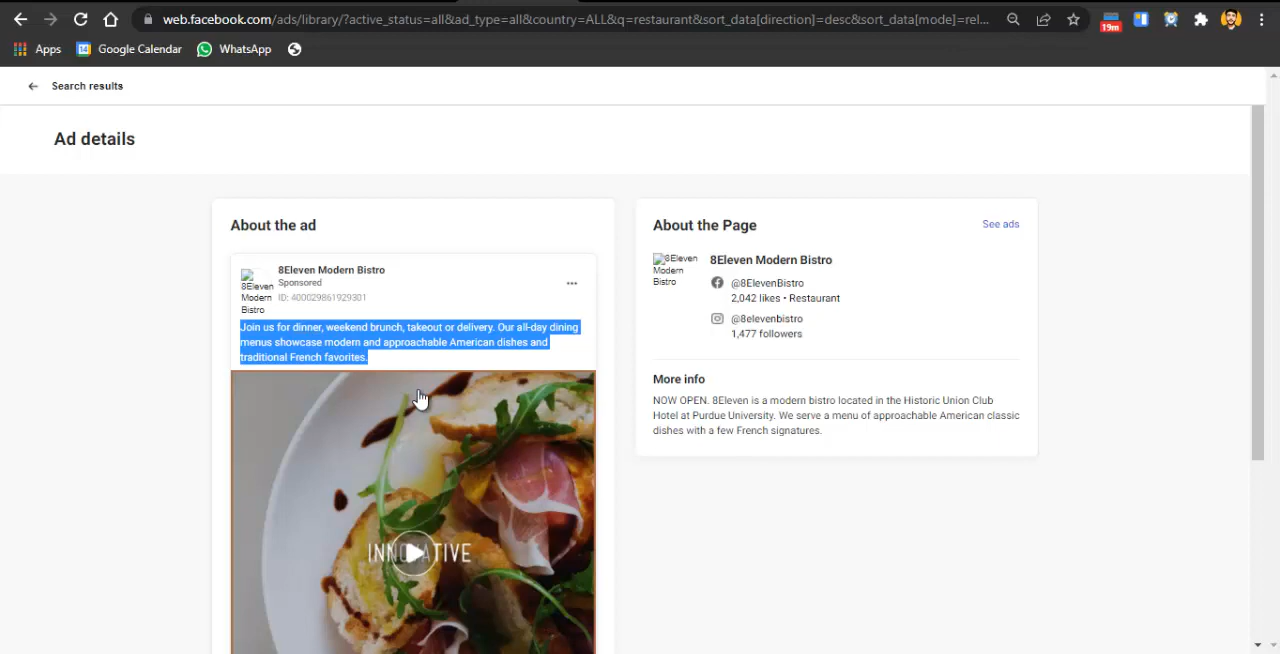 web.facebook.com/ads/library/?active_status=all&ad_type=all&country=ALL&q=restaurant&sort_data[direction]=desc&sort_data[mode]=rel...
19m
Apps
14
Google Calendar
WhatsApp
Search results
Ad details
About the ad
8Eleven Modern Bistro
8Eleven Modern Bistro
Sponsored
ID: 400029861929301
Join us for dinner, weekend brunch, takeout or delivery. Our all-day dining
menus showcase modern and approachable American dishes and
traditional French favorites.
INNOVATIVE
About the Page
See ads
8Eleven
Modern
Bistro
8Eleven Modern Bistro
@8ElevenBistro
2,042 likes • Restaurant
@8elevenbistro
1,477 followers
More info
NOW OPEN. 8Eleven is a modern bistro located in the Historic Union Club
Hotel at Purdue University. We serve a menu of approachable American classic
dishes with a few French signatures.